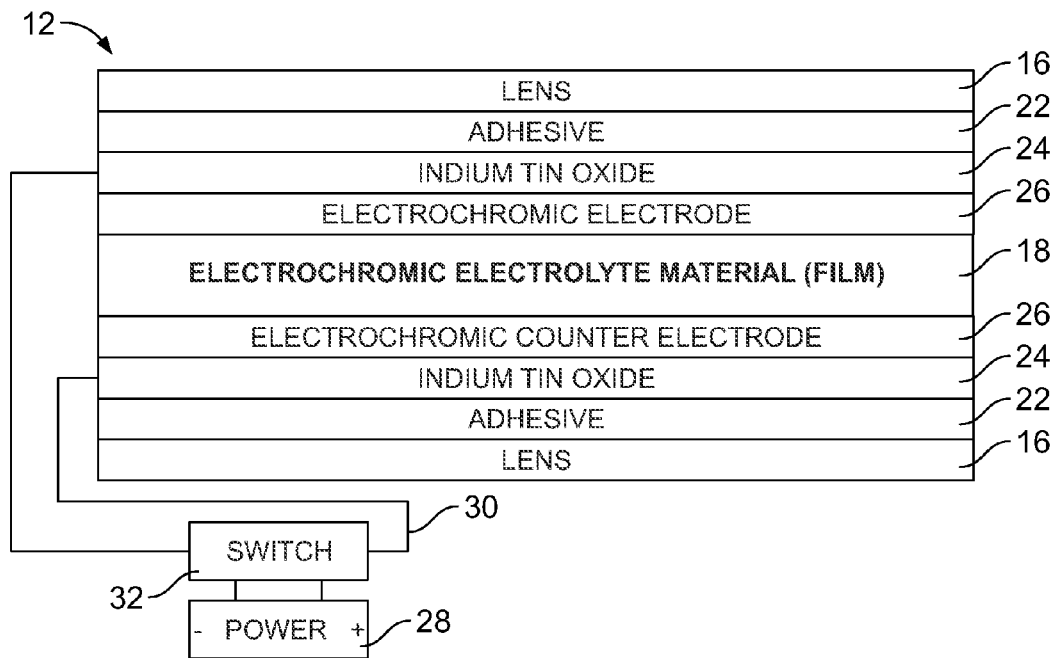 12
LENS 16
ADHESIVE 22
INDIUM TIN OXIDE 24
ELECTROCHROMIC ELECTRODE 26
ELECTROCHROMIC ELECTROLYTE MATERIAL (FILM) 18
ELECTROCHROMIC COUNTER ELECTRODE 26
INDIUM TIN OXIDE 24
ADHESIVE 22
LENS 16
30
SWITCH
32
- POWER + 28